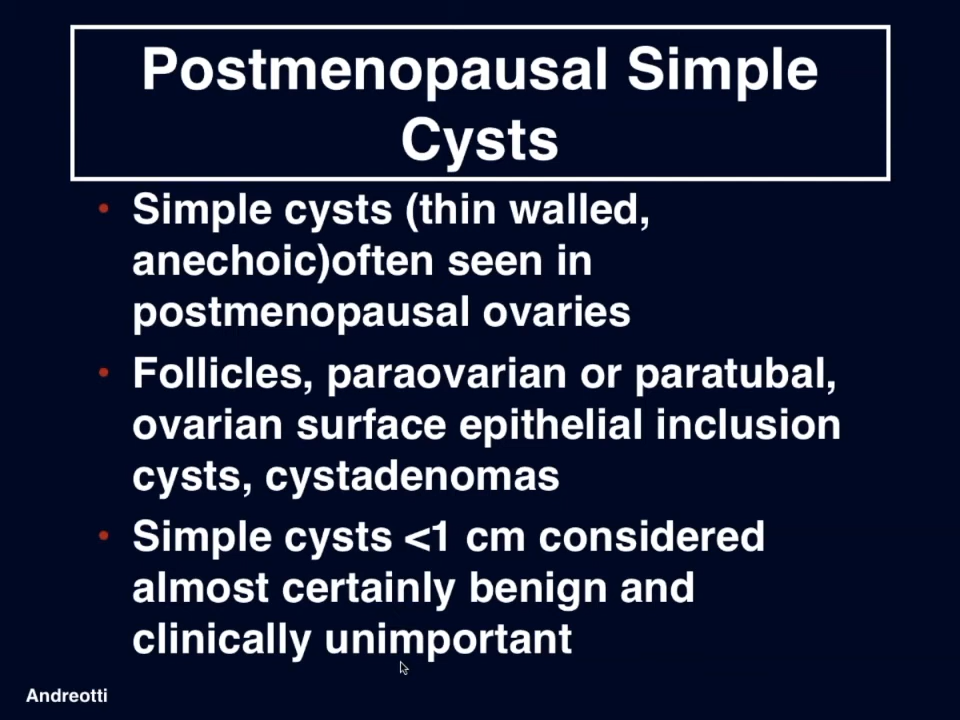 Postmenopausal Simple
Cysts
• Simple cysts (thin walled,
anechoic)often seen in
postmenopausal ovaries
• Follicles, paraovarian or paratubal,
ovarian surface epithelial inclusion
cysts, cystadenomas
• Simple cysts <1 cm considered
almost certainly benign and
clinically unimportant
Andreotti